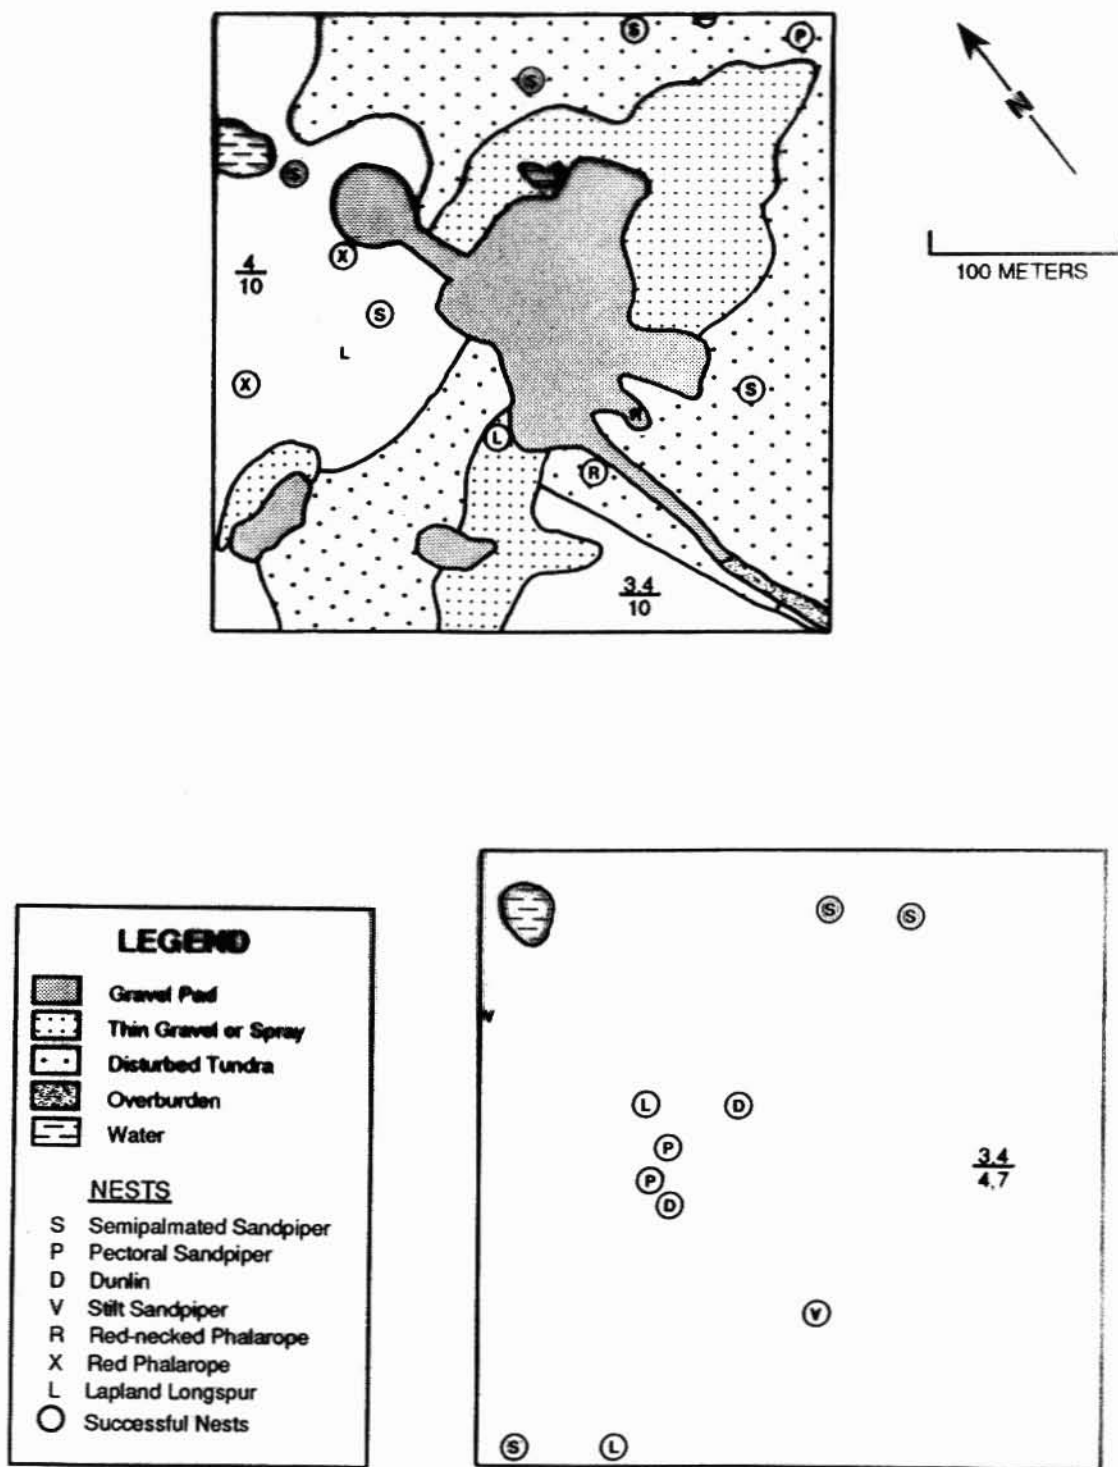 S
P
S
N
S
100 METERS
X
4
10
S
L
X
S
L
R
3.4
10
LEGEND
Gravel Pad
Thin Gravel or Spray
Disturbed Tundra
Overburden
Water
NESTS
S Semipalmated Sandpiper
P Pectoral Sandpiper
D Dunlin
V Stilt Sandpiper
R Red-necked Phalarope
X Red Phalarope
L Lapland Longspur
Successful Nests
S S
L D
P
P
D
3.4
4.7
V
S L